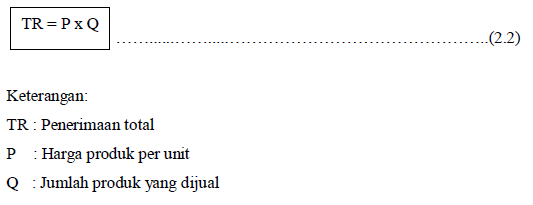 TR = P x Q ……......……......………………………………………..(2.2)
Keterangan:
TR : Penerimaan total
P : Harga produk per unit
Q : Jumlah produk yang dijual